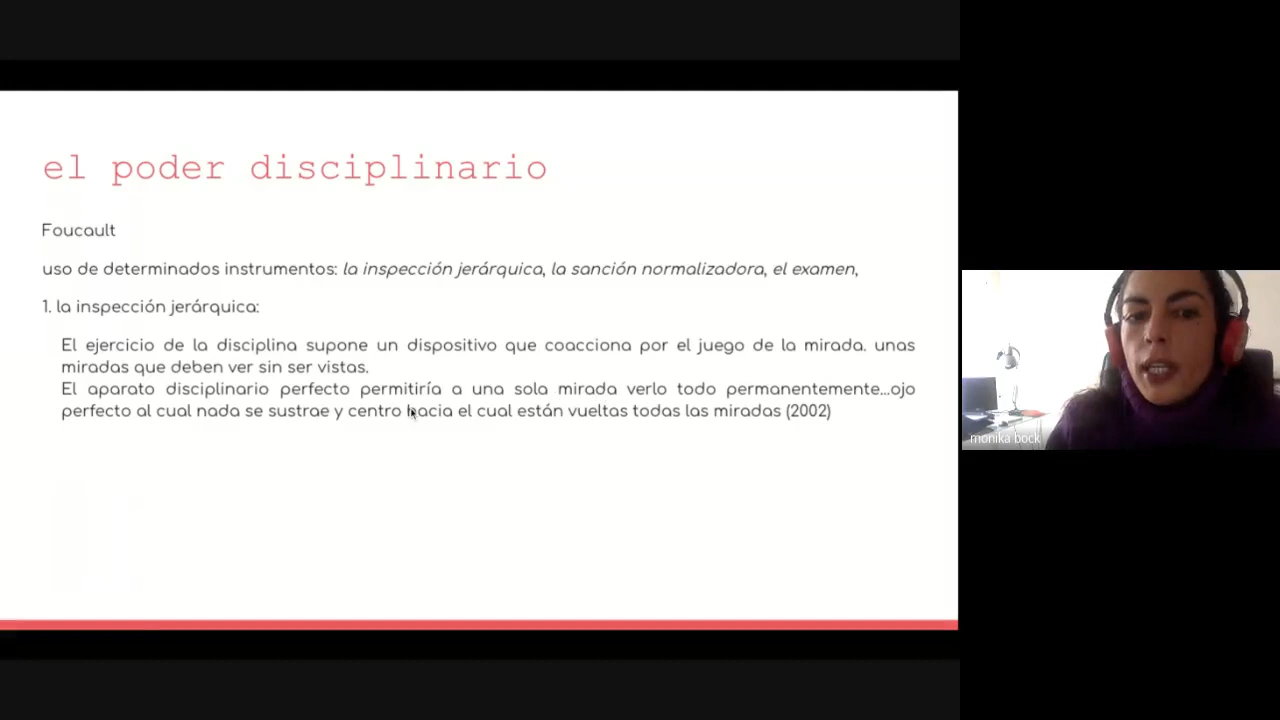 el poder disciplinario
Foucault
uso de determinados instrumentos: la inspección jerárquica, la sanción normalizadora, el examen,
1. la inspección jerárquica:
El ejercicio de la disciplina supone un dispositivo que coacciona por el juego de la mirada. unas
miradas que deben ver sin ser vistas.
El aparato disciplinario perfecto permitiría a una sola mirada verlo todo permanentemente...ojo
perfecto al cual nada se sustrae y centro hacia el cual están vueltas todas las miradas (2002)
monika bock